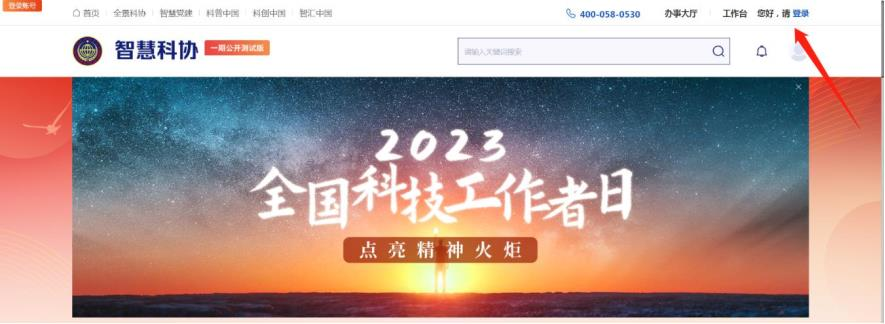 登录帐号
首页 全景科协 智慧党建 科普中国 科创中国 智汇中国 400-058-0530 办事大厅 工作台 您好，请 登录
智慧科协 一期公开测试版 请输入关键词搜索
2023
全国科技工作者日
点亮精神火炬